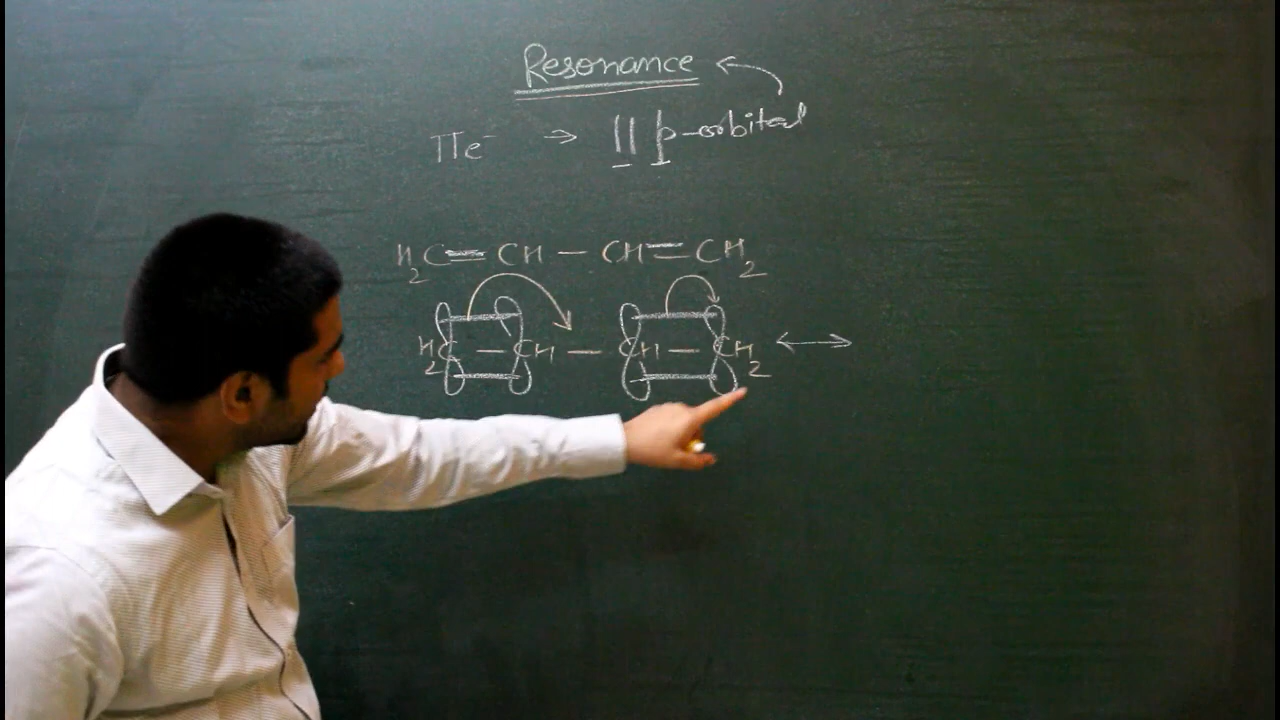 Resonance ←
πe⁻ → || p-orbital
H₂C=CH—CH=CH₂
H₂C—CH—CH—CH₂ ↔